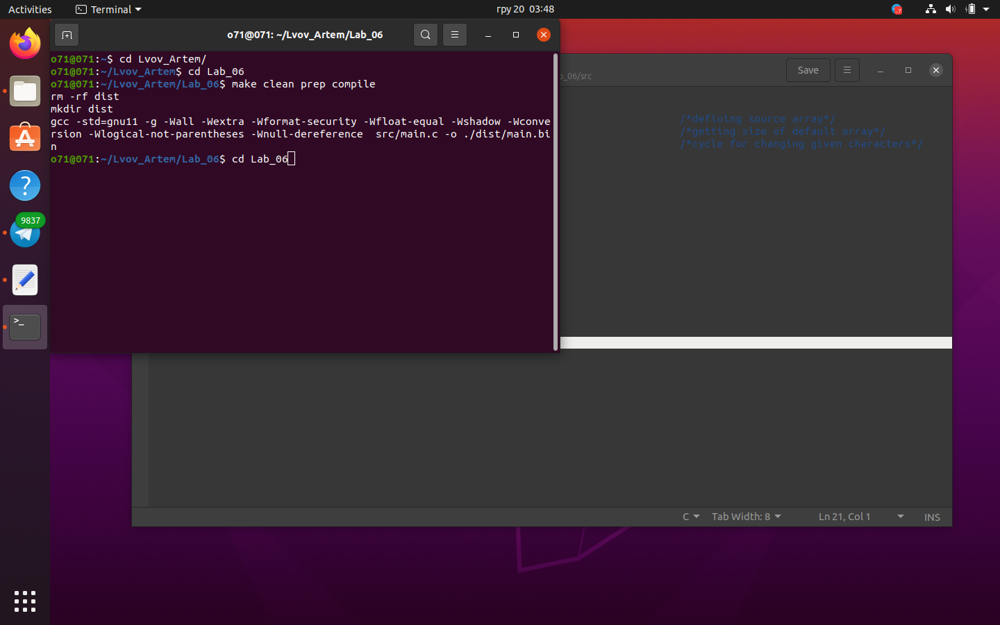 Activities
Terminal
гру 20 03:48
o71@071: ~/Lvov_Artem/Lab_06
o71@071:~$ cd Lvov_Artem/
o71@071:~/Lvov_Artem$ cd Lab_06
o71@071:~/Lvov_Artem/Lab_06$ make clean prep compile
rm -rf dist
mkdir dist
gcc -std=gnu11 -g -Wall -Wextra -Wformat-security -Wfloat-equal -Wshadow -Wconve
rsion -Wlogical-not-parentheses -Wnull-dereference  src/main.c -o ./dist/main.bi
n
o71@071:~/Lvov_Artem/Lab_06$ cd Lab_06
_06/src
Save
/*defining source array*/
/*getting size of default array*/
/*cycle for changing given characters*/
9837
C
Tab Width: 8
Ln 21, Col 1
INS